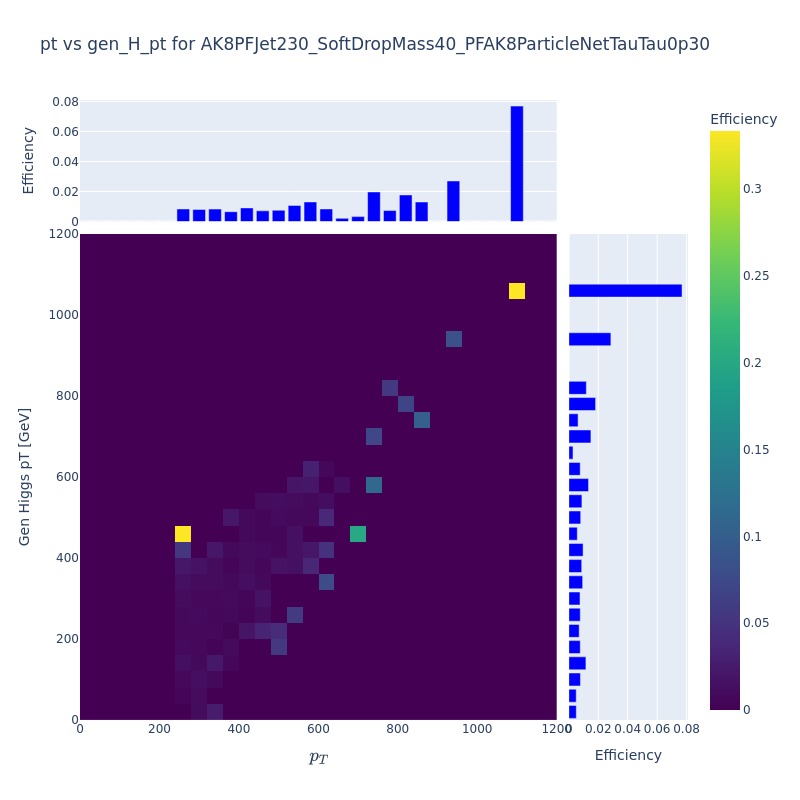 pt vs gen_H_pt for AK8PFJet230_SoftDropMass40_PFAK8ParticleNetTauTau0p30
Efficiency
0.08
0.06
0.04
0.02
0
Efficiency
0.3
0.25
0.2
0.15
0.1
0.05
0
Gen Higgs pT [GeV]
1200
1000
800
600
400
200
0
0 200 400 600 800 1000 1200
p_T
0 0.02 0.04 0.06 0.08
Efficiency